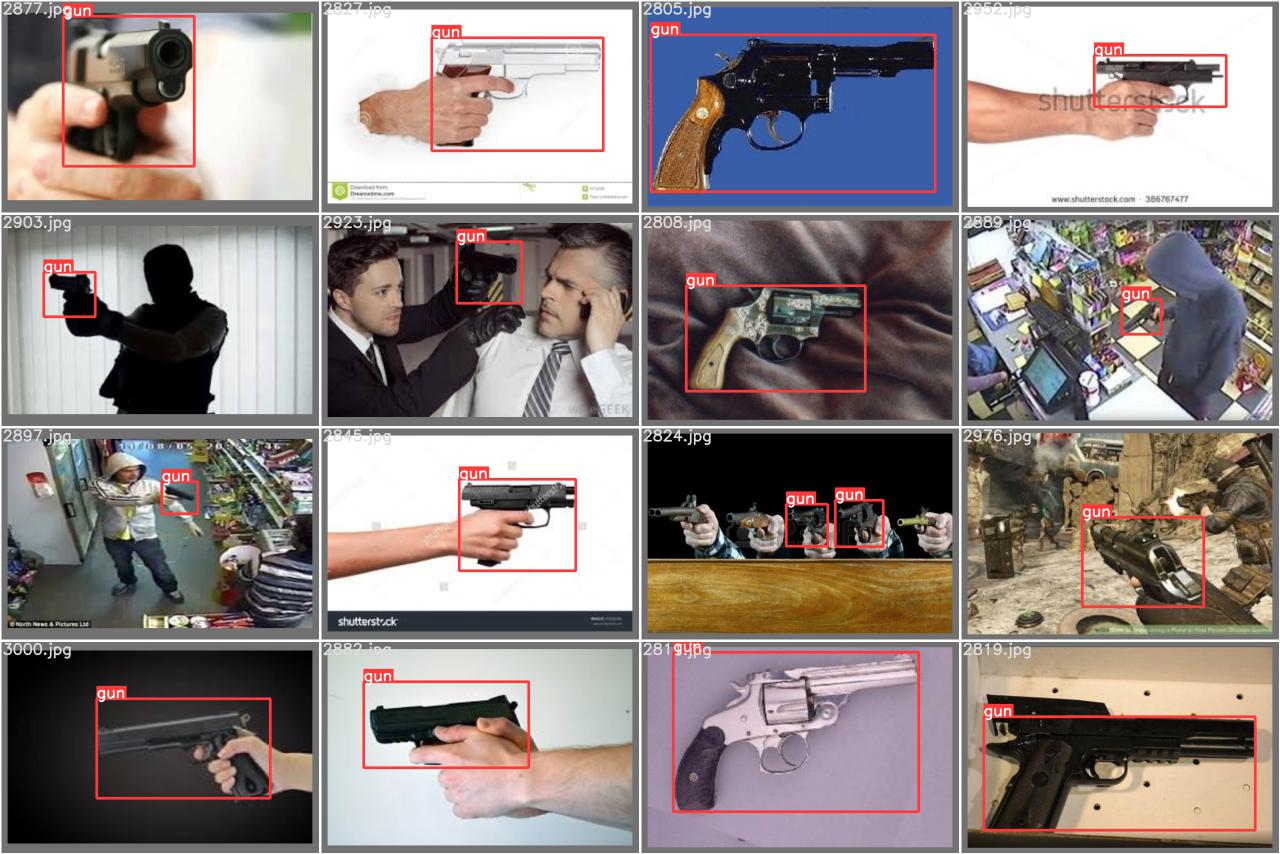 2877.jpg
gun
2827.jpg
gun
Download from
Dreamstime.com
2805.jpg
gun
2952.jpg
gun
shutterstock
www.shutterstock.com · 386767477
2903.jpg
gun
2923.jpg
gun
2808.jpg
gun
2889.jpg
gun
2897.jpg
gun
© North News & Pictures Ltd
2845.jpg
gun
shutterstock
2824.jpg
gun
gun
2976.jpg
gun
3000.jpg
gun
2882.jpg
gun
gun
2819.jpg
gun